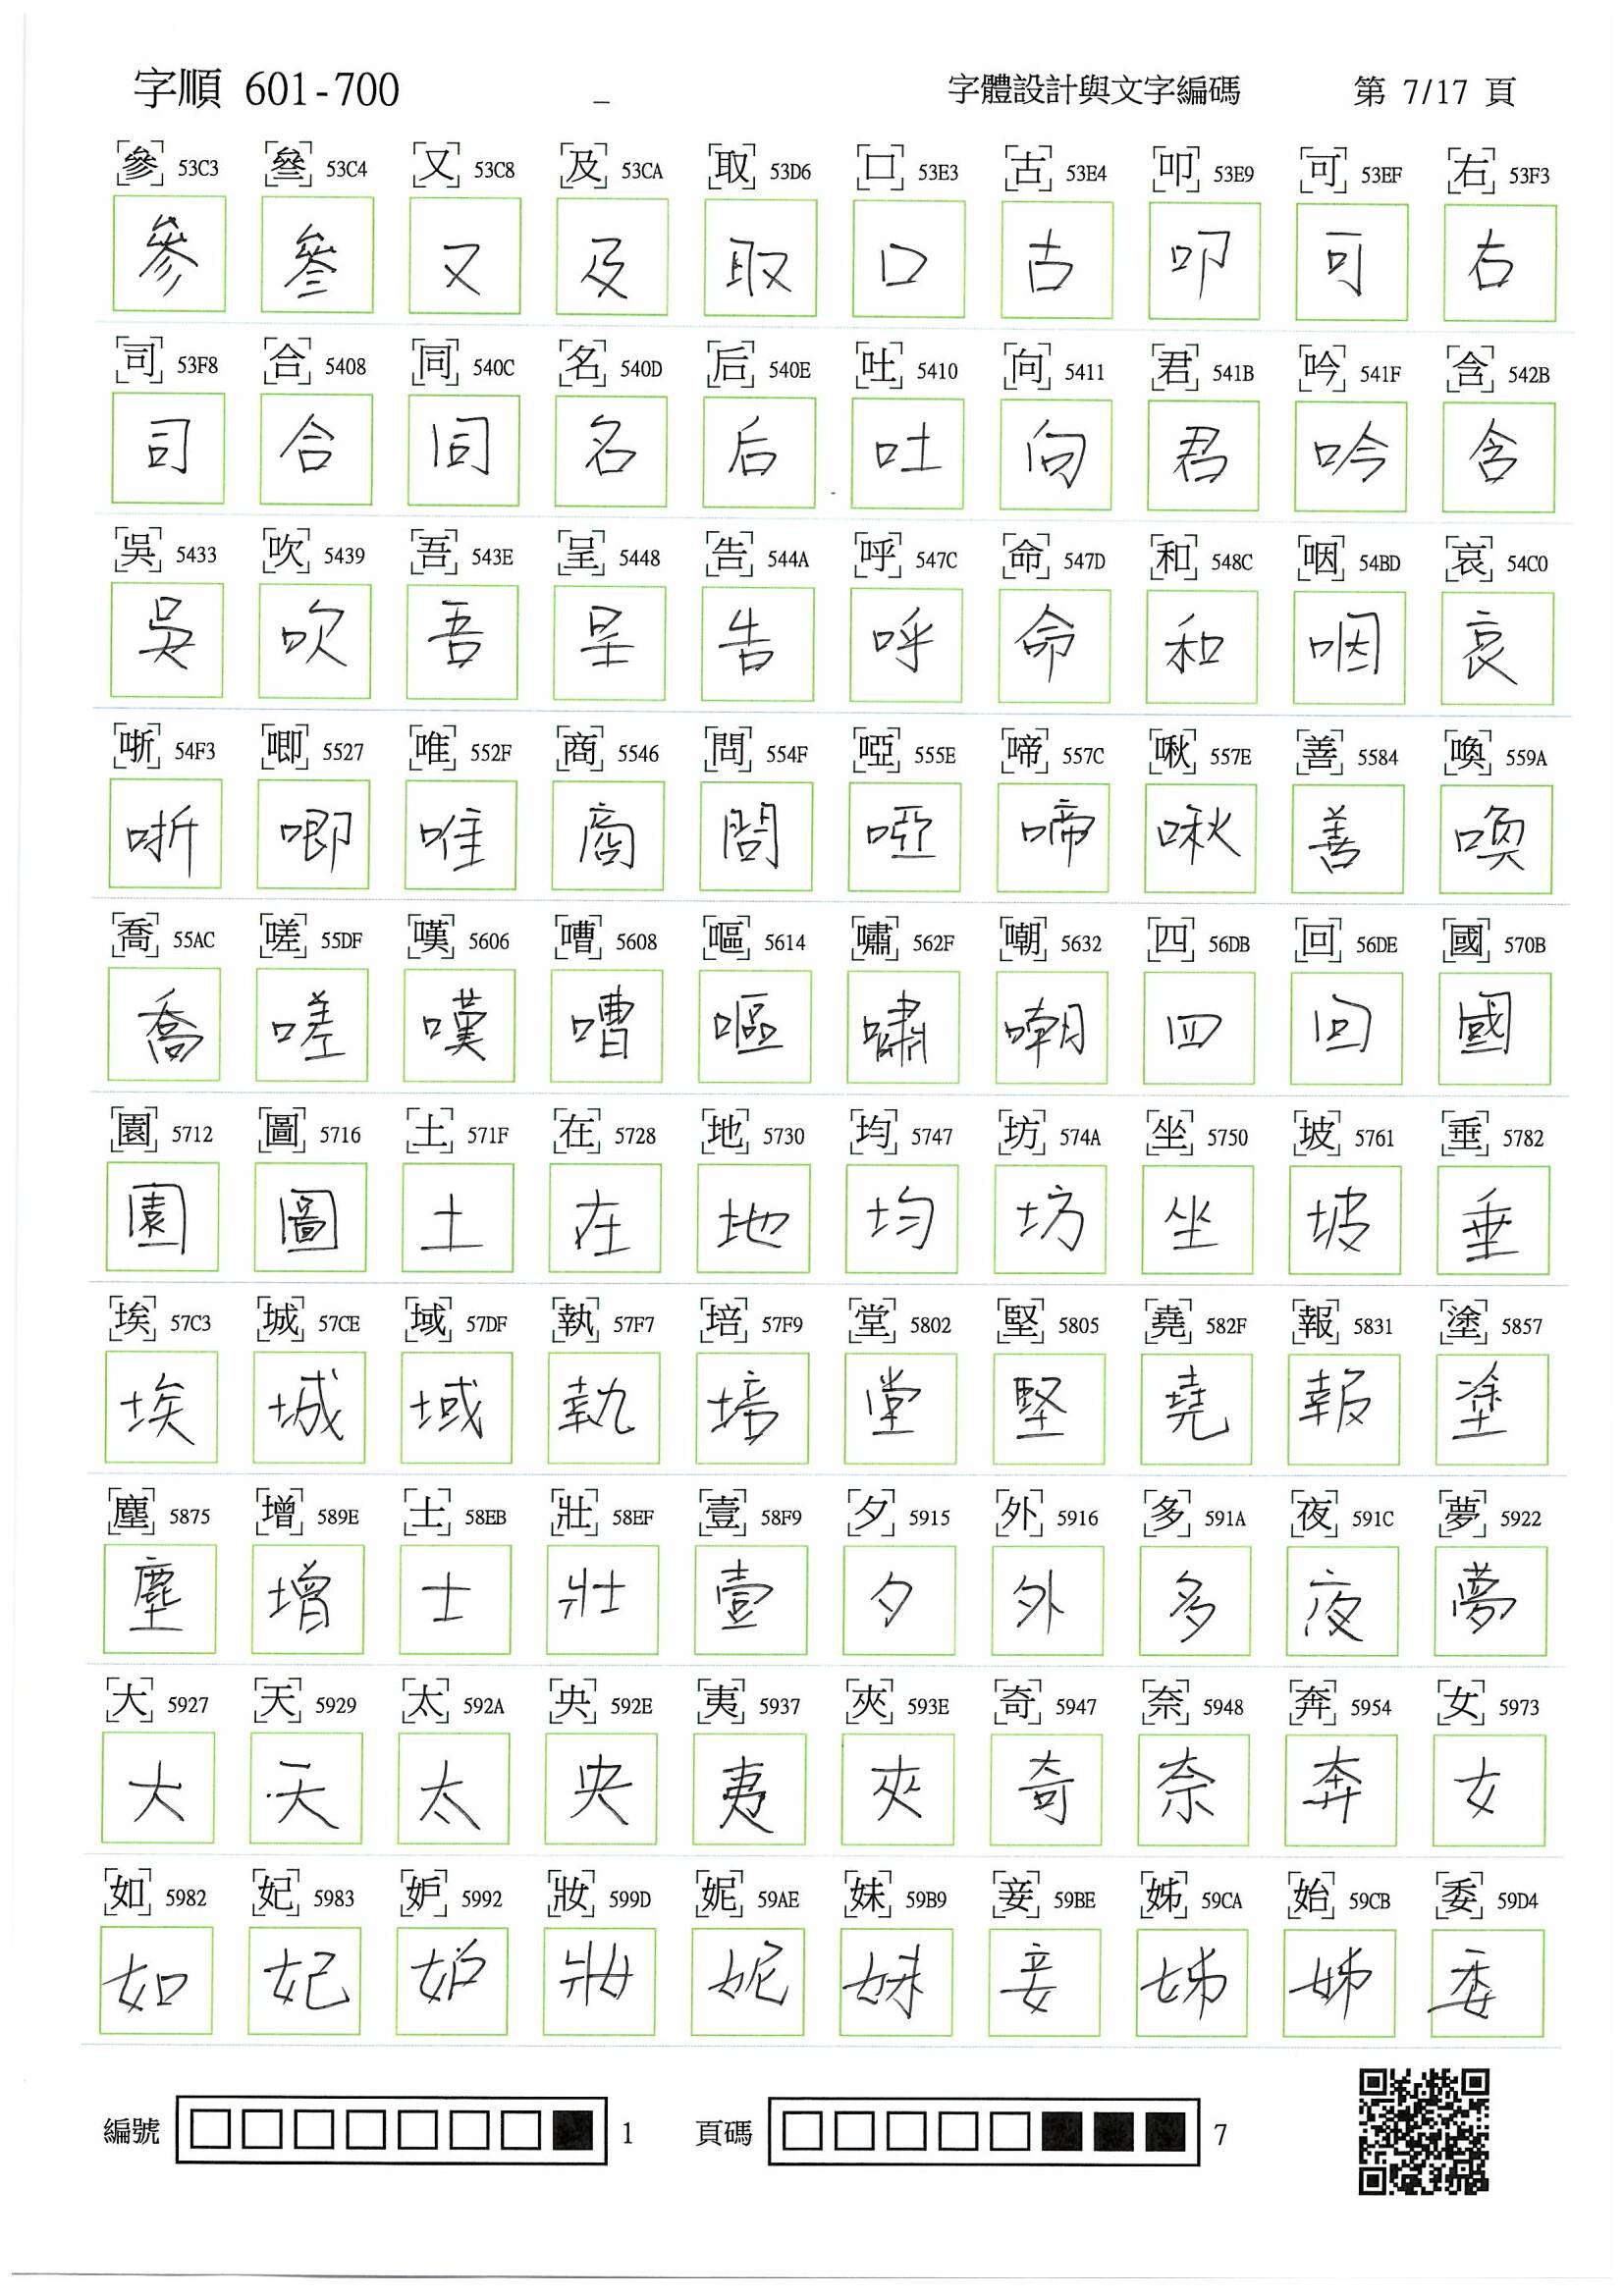 字順 601-700 字體設計與文字編碼 第 7/17 頁
參 53C3 叄 53C4 又 53C8 及 53CA 取 53D6 口 53E3 古 53E4 叩 53E9 可 53EF 右 53F3
參 叄 又 及 取 口 古 叩 可 右
司 53F8 合 5408 同 540C 名 540D 后 540E 吐 5410 向 5411 君 541B 吟 541F 含 542B
司 合 同 名 后 吐 向 君 吟 含
吳 5433 吹 5439 吾 543E 呈 5448 告 544A 呼 547C 命 547D 和 548C 咽 54BD 哀 54C0
吳 吹 吾 呈 告 呼 命 和 咽 哀
哳 54F3 唧 5527 唯 552F 商 5546 問 554F 啞 555E 啼 557C 啾 557E 善 5584 喚 559A
哳 唧 唯 商 問 啞 啼 啾 善 喚
喬 55AC 嗟 55DF 嘆 5606 嘈 5608 嘔 5614 嘯 562F 嘲 5632 四 56DB 回 56DE 國 570B
喬 嗟 嘆 嘈 嘔 嘯 嘲 四 回 國
園 5712 圖 5716 土 571F 在 5728 地 5730 均 5747 坊 574A 坐 5750 坡 5761 垂 5782
園 圖 土 在 地 均 坊 坐 坡 垂
埃 57C3 城 57CE 域 57DF 執 57F7 培 57F9 堂 5802 堅 5805 堯 582F 報 5831 塗 5857
埃 城 域 執 培 堂 堅 堯 報 塗
塵 5875 增 589E 士 58EB 壯 58EF 壹 58F9 夕 5915 外 5916 多 591A 夜 591C 夢 5922
塵 增 士 壯 壹 夕 外 多 夜 夢
大 5927 天 5929 太 592A 央 592E 夷 5937 夾 593E 奇 5947 奈 5948 奔 5954 女 5973
大 天 太 央 夷 夾 奇 奈 奔 女
如 5982 妃 5983 妒 5992 妝 599D 妮 59AE 妹 59B9 妾 59BE 姊 59CA 始 59CB 委 59D4
如 妃 妒 妝 妮 妹 妾 姊 姊 委
編號 1 頁碼 7